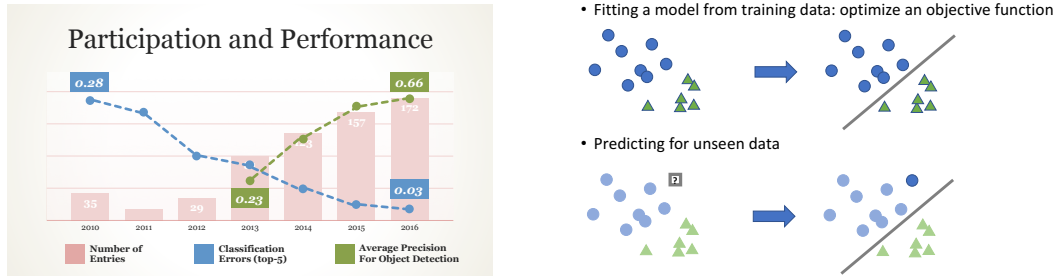 Participation and Performance
0.28
0.66
172
157
35
29
0.23
0.03
2010 2011 2012 2013 2014 2015 2016
Number of
Entries
Classification
Errors (top-5)
Average Precision
For Object Detection
• Fitting a model from training data: optimize an objective function
• Predicting for unseen data
?